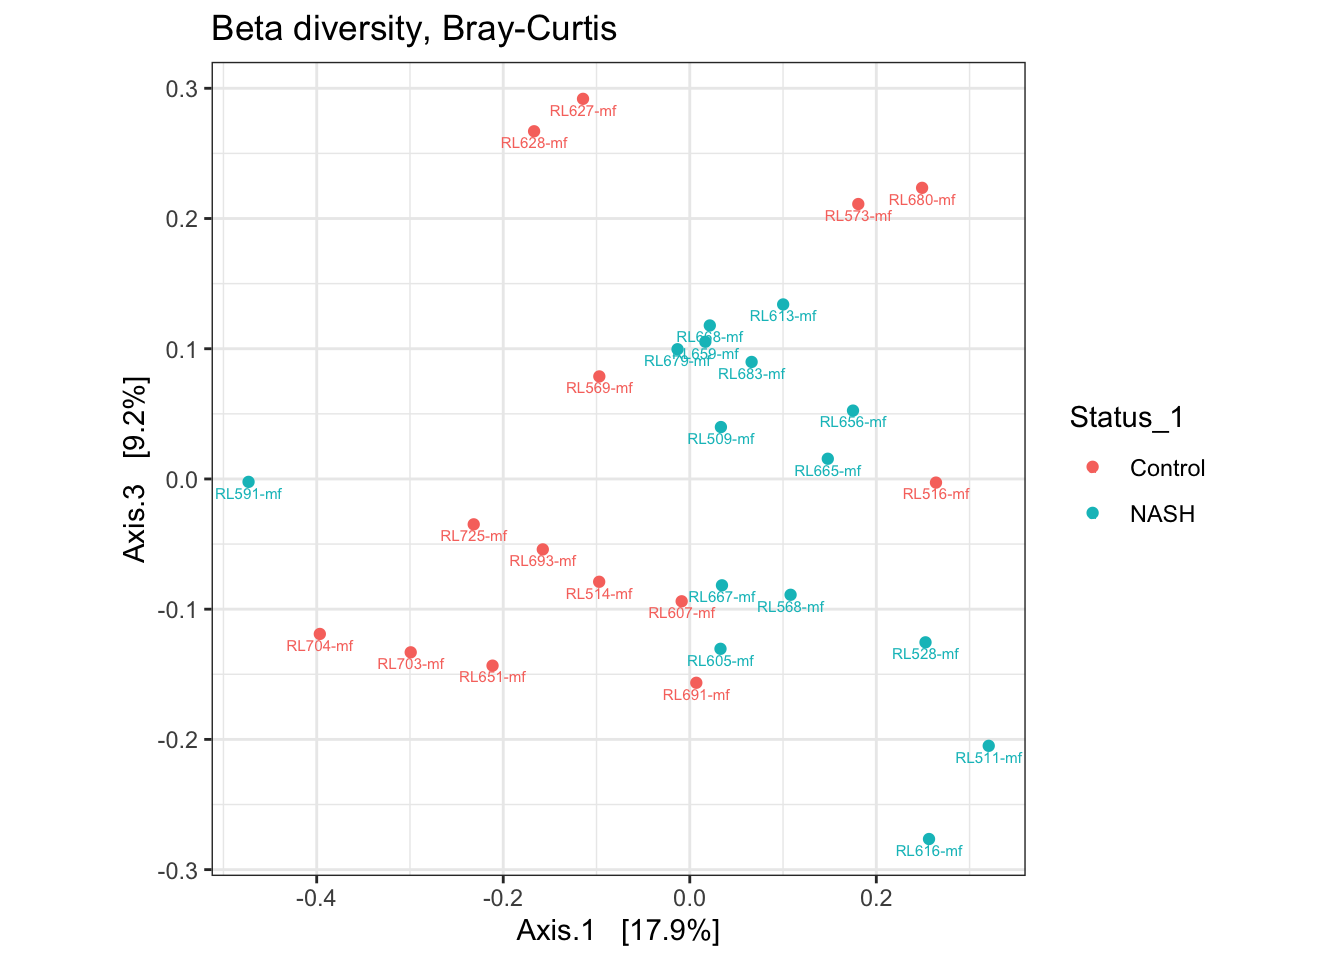 Beta diversity, Bray-Curtis
0.3
0.2
0.1
0.0
-0.1
-0.2
-0.3
Axis.3 [9.2%]
RL627-mf
RL628-mf
RL680-mf
RL573-mf
RL613-mf
RL668-mf
RL659-mf
RL679-mf
RL683-mf
RL569-mf
RL656-mf
RL509-mf
RL665-mf
RL591-mf
RL516-mf
RL725-mf
RL693-mf
RL514-mf
RL667-mf
RL568-mf
RL607-mf
RL704-mf
RL703-mf
RL651-mf
RL605-mf
RL528-mf
RL691-mf
RL511-mf
RL616-mf
-0.4
-0.2
0.0
0.2
Axis.1 [17.9%]
Status_1
Control
NASH